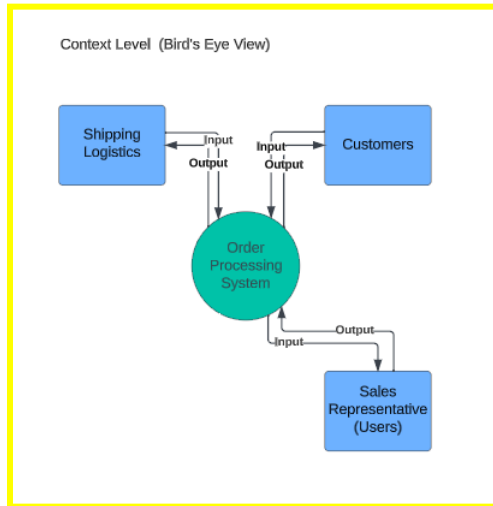 Context Level  (Bird's Eye View)
Shipping
Logistics
Customers
Input
Output
Input
Output
Order
Processing
System
Output
Input
Sales
Representative
(Users)